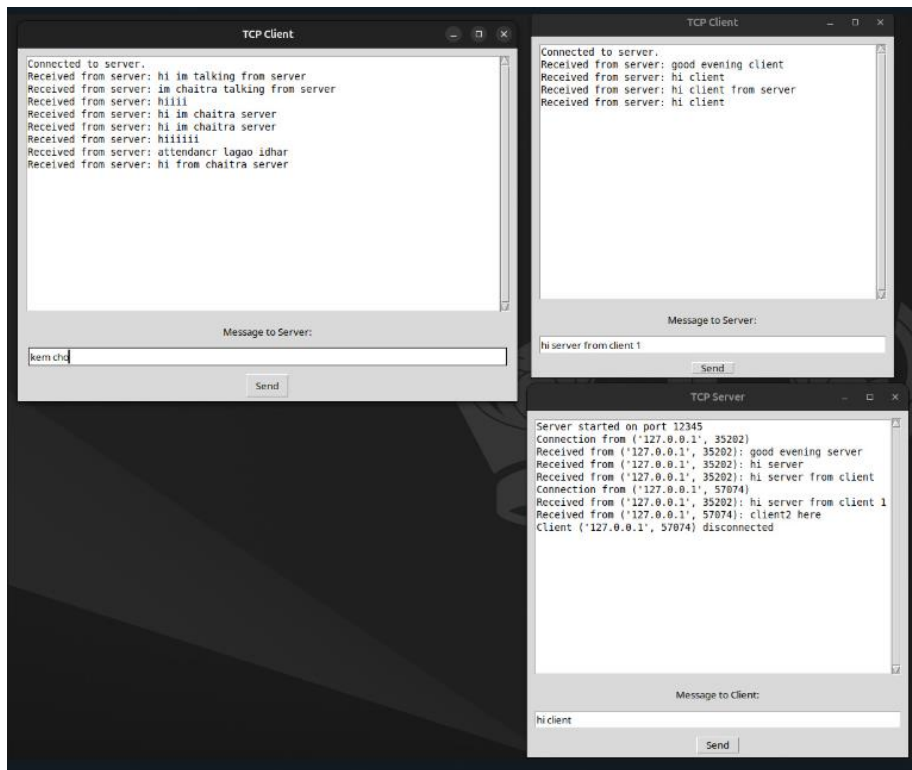 TCP Client
Connected to server.
Received from server: hi im talking from server
Received from server: im chaitra talking from server
Received from server: hiiii
Received from server: hi im chaitra server
Received from server: hi im chaitra server
Received from server: hiiiiii
Received from server: attendancr lagao idhar
Received from server: hi from chaitra server
Message to Server:
kem cho
Send
TCP Client
Connected to server.
Received from server: good evening client
Received from server: hi client
Received from server: hi client from server
Received from server: hi client
Message to Server:
hi server from client 1
Send
TCP Server
Server started on port 12345
Connection from ('127.0.0.1', 35202)
Received from ('127.0.0.1', 35202): good evening server
Received from ('127.0.0.1', 35202): hi server
Received from ('127.0.0.1', 35202): hi server from client
Connection from ('127.0.0.1', 57074)
Received from ('127.0.0.1', 35202): hi server from client 1
Received from ('127.0.0.1', 57074): client2 here
Client ('127.0.0.1', 57074) disconnected
Message to Client:
hi client
Send